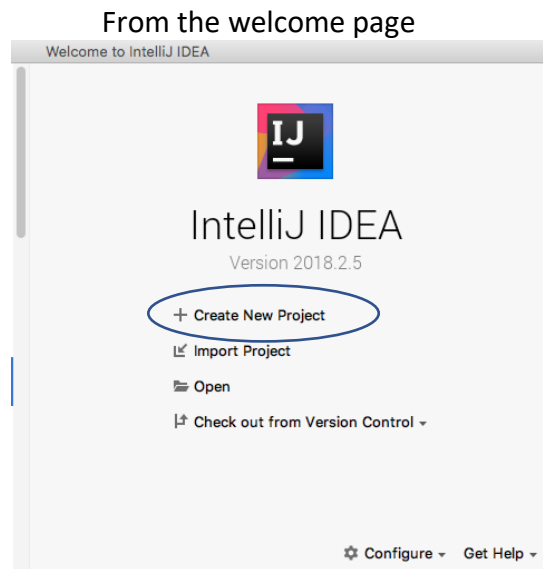 From the welcome page
Welcome to IntelliJ IDEA
IJ
IntelliJ IDEA
Version 2018.2.5
Create New Project
Import Project
Open
Check out from Version Control
Configure Get Help